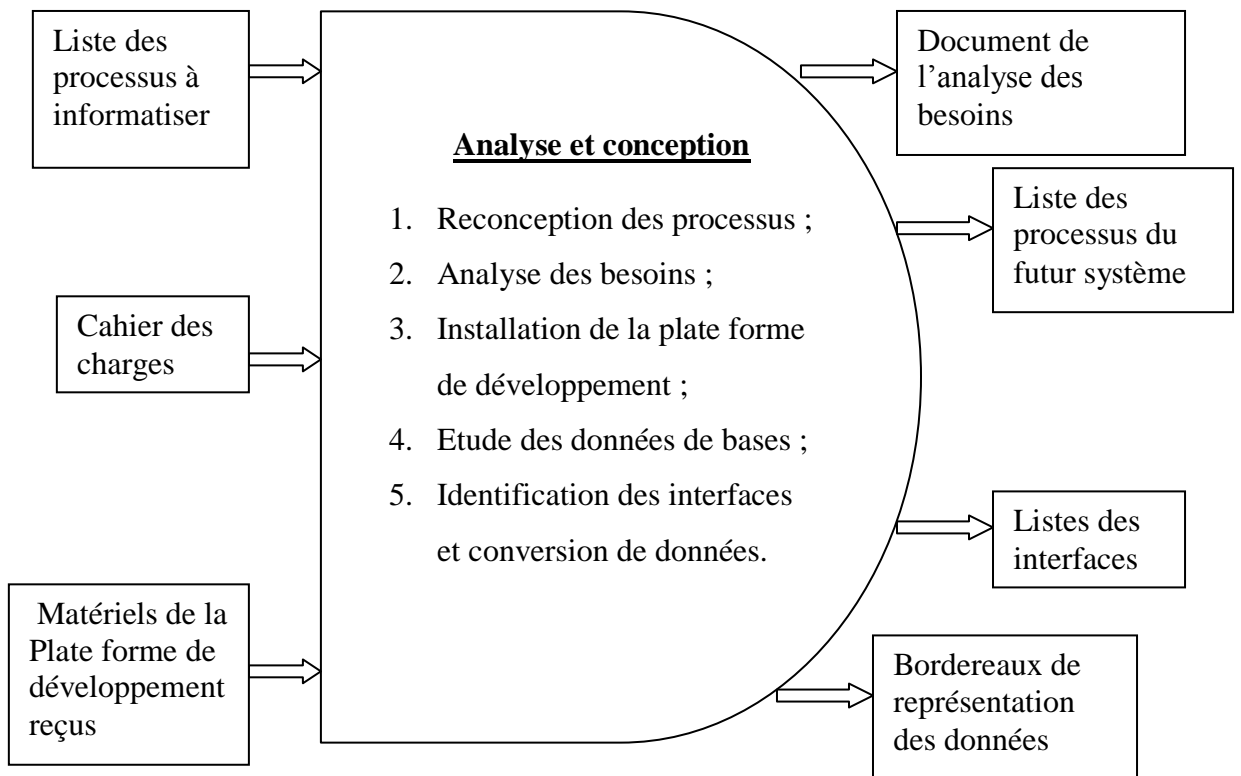 Liste des
processus à
informatiser
Cahier des
charges
Matériels de la
Plate forme de
développement
reçus
Analyse et conception
1. Reconception des processus ;
2. Analyse des besoins ;
3. Installation de la plate forme
de développement ;
4. Etude des données de bases ;
5. Identification des interfaces
et conversion de données.
Document de
l’analyse des
besoins
Liste des
processus du
futur système
Listes des
interfaces
Bordereaux de
représentation
des données